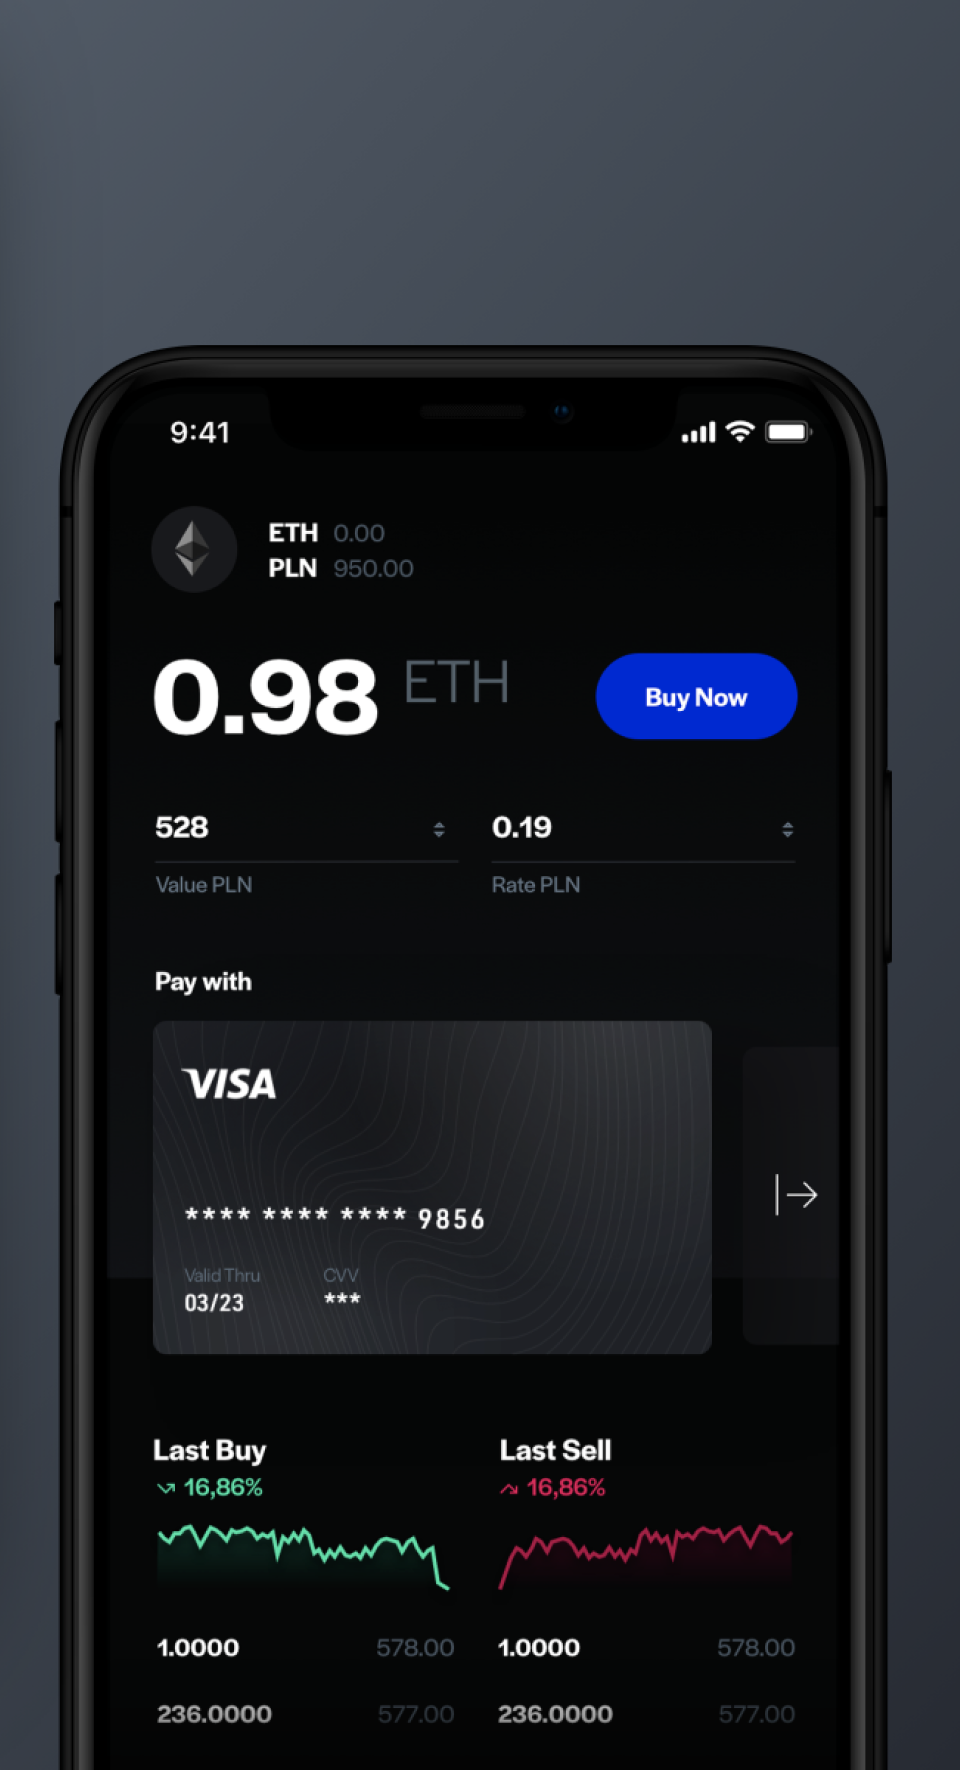 9:41
ETH 0.00
PLN 950.00
0.98 ETH
Buy Now
528
0.19
Value PLN
Rate PLN
Pay with
VISA
**** **** **** 9856
Valid Thru
CVV
03/23
***
Last Buy
Last Sell
16,86%
16,86%
1.0000
578.00
1.0000
578.00
236.0000
577.00
236.0000
577.00